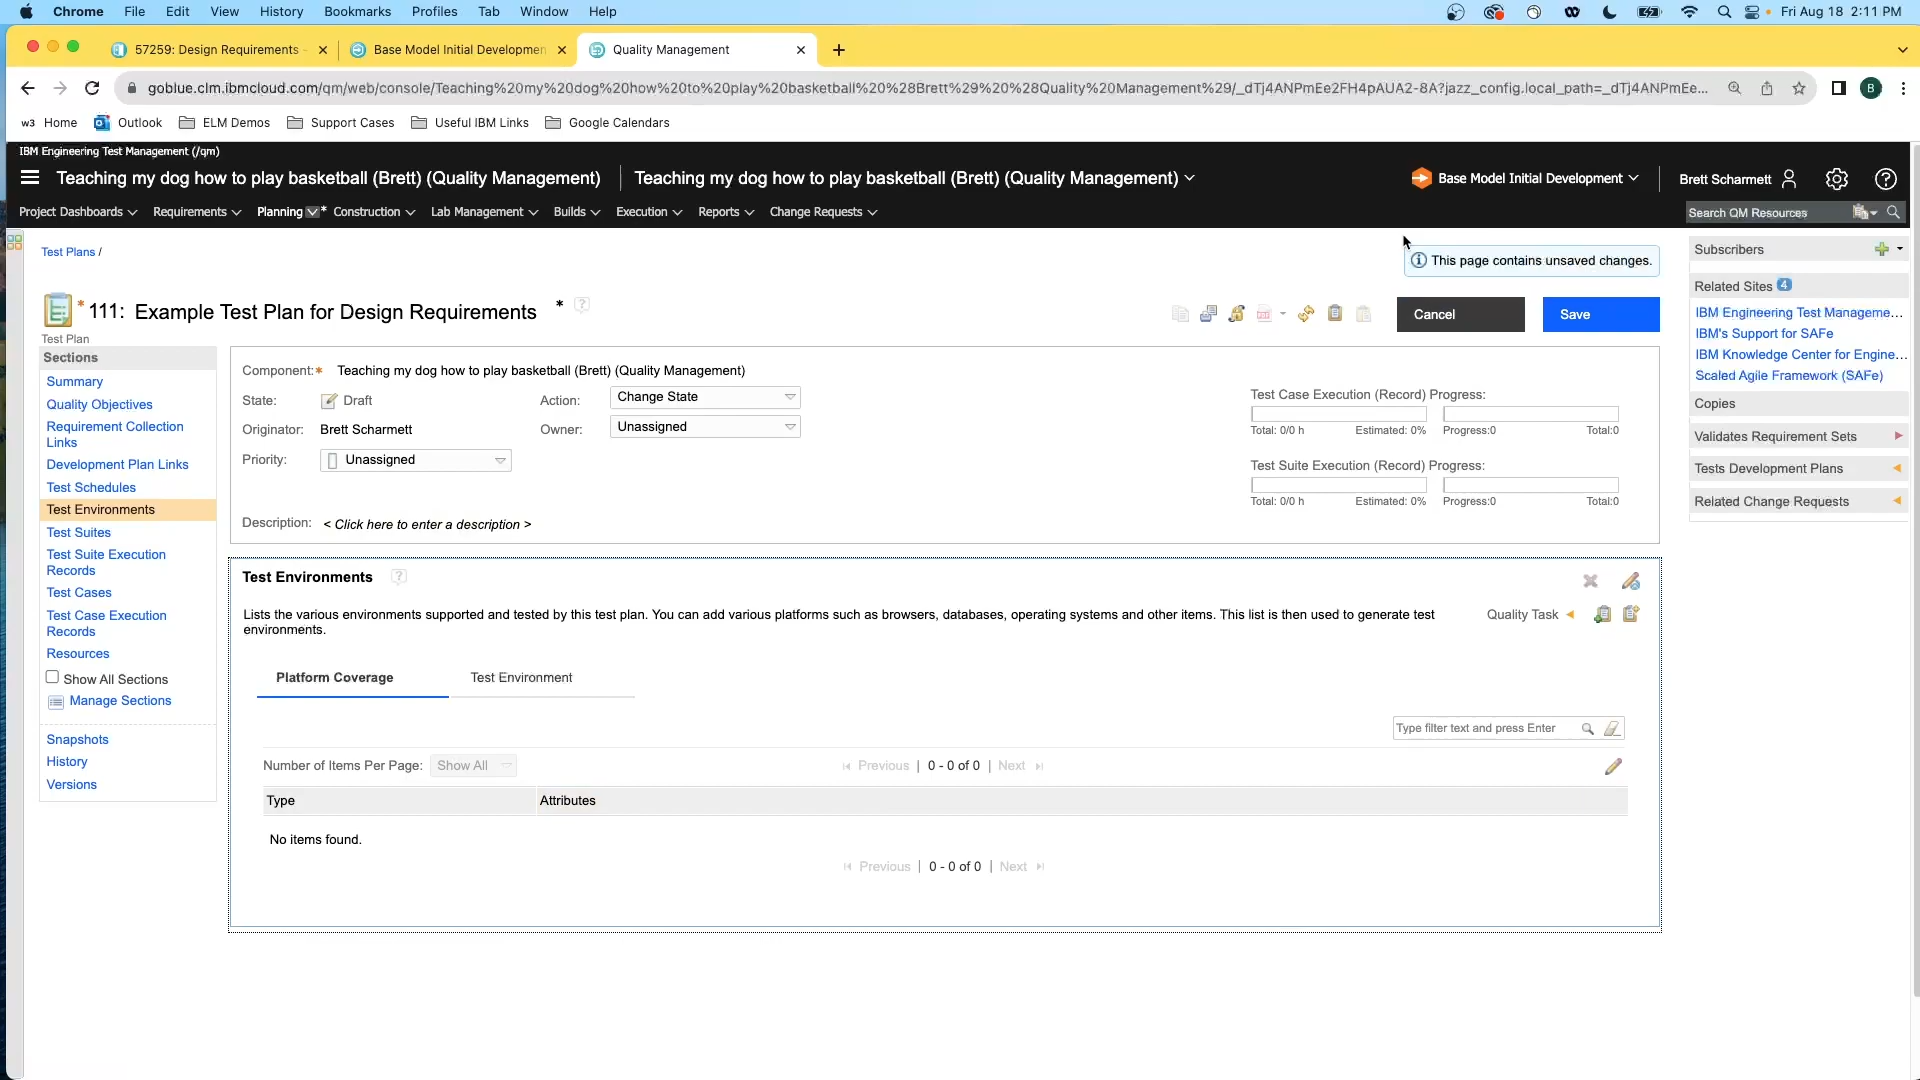 Chrome File Edit View History Bookmarks Profiles Tab Window Help Fri Aug 18 2:11 PM
57259: Design Requirements Base Model Initial Developmen Quality Management
goblue.clm.ibmcloud.com/qm/web/console/Teaching%20my%20dog%20how%20to%20play%20basketball%20%28Brett%29%20%28Quality%20Management%29/_dTj4ANPmEe2FH4pAUA2-8A?jazz_config.local_path=_dTj4ANPmEe...
w3 Home Outlook ELM Demos Support Cases Useful IBM Links Google Calendars
IBM Engineering Test Management (/qm)
Teaching my dog how to play basketball (Brett) (Quality Management) Teaching my dog how to play basketball (Brett) (Quality Management) Base Model Initial Development Brett Scharmett
Project Dashboards Requirements Planning * Construction Lab Management Builds Execution Reports Change Requests Search QM Resources
Test Plans /
This page contains unsaved changes.
* 111: Example Test Plan for Design Requirements *
Test Plan
Cancel Save
Sections
Summary
Quality Objectives
Requirement Collection
Links
Development Plan Links
Test Schedules
Test Environments
Test Suites
Test Suite Execution
Records
Test Cases
Test Case Execution
Records
Resources
Show All Sections
Manage Sections
Snapshots
History
Versions
Component:* Teaching my dog how to play basketball (Brett) (Quality Management)
State: Draft Action: Change State
Originator: Brett Scharmett Owner: Unassigned
Priority: Unassigned
Description: < Click here to enter a description >
Test Case Execution (Record) Progress:
Total: 0/0 h Estimated: 0% Progress:0 Total:0
Test Suite Execution (Record) Progress:
Total: 0/0 h Estimated: 0% Progress:0 Total:0
Test Environments
Lists the various environments supported and tested by this test plan. You can add various platforms such as browsers, databases, operating systems and other items. This list is then used to generate test
environments.
Quality Task
Platform Coverage Test Environment
Type filter text and press Enter
Number of Items Per Page: Show All Previous | 0 - 0 of 0 | Next
Type Attributes
No items found.
Previous | 0 - 0 of 0 | Next
Subscribers
Related Sites 4
IBM Engineering Test Manageme...
IBM's Support for SAFe
IBM Knowledge Center for Engine...
Scaled Agile Framework (SAFe)
Copies
Validates Requirement Sets
Tests Development Plans
Related Change Requests